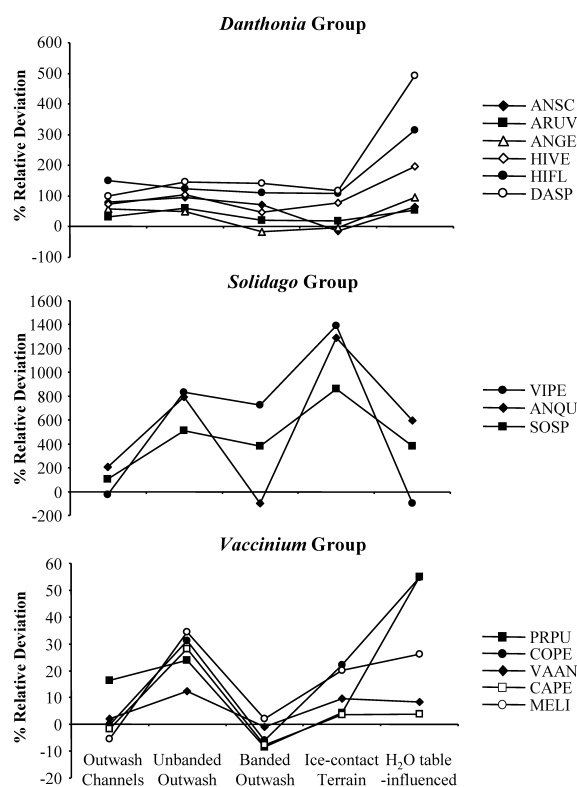 Danthonia Group
600
500
400
300
200
100
0
-100
% Relative Deviation
ANSC
ARUV
ANGE
HIVE
HIFL
DASP
Solidago Group
1600
1400
1200
1000
800
600
400
200
0
-200
% Relative Deviation
VIPE
ANQU
SOSP
Vaccinium Group
60
50
40
30
20
10
0
-10
-20
% Relative Deviation
PRPU
COPE
VAAN
CAPE
MELI
Outwash Channels
Unbanded Outwash
Banded Outwash
Ice-contact Terrain
H2O table -influenced